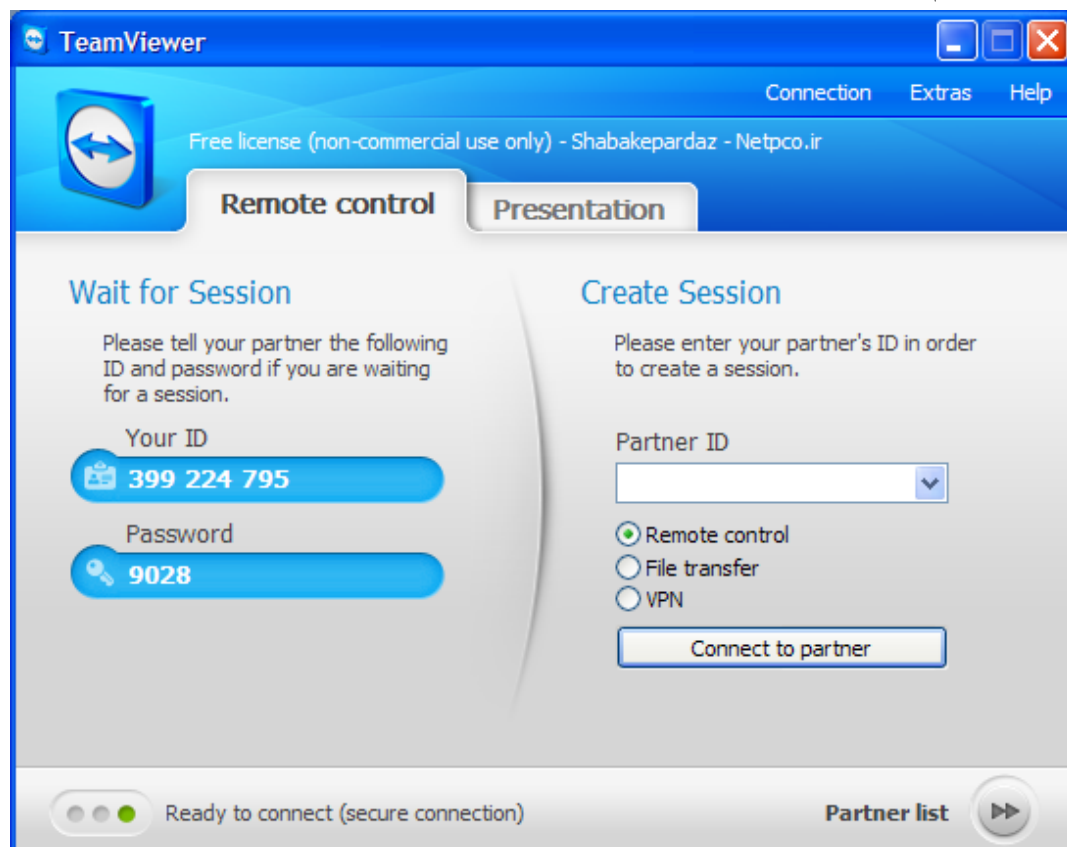 TeamViewer
Connection Extras Help
Free license (non-commercial use only) - Shabakepardaz - Netpco.ir
Remote control
Presentation
Wait for Session
Please tell your partner the following
ID and password if you are waiting
for a session.
Your ID
399 224 795
Password
9028
Create Session
Please enter your partner's ID in order
to create a session.
Partner ID
Remote control
File transfer
VPN
Connect to partner
Ready to connect (secure connection)
Partner list